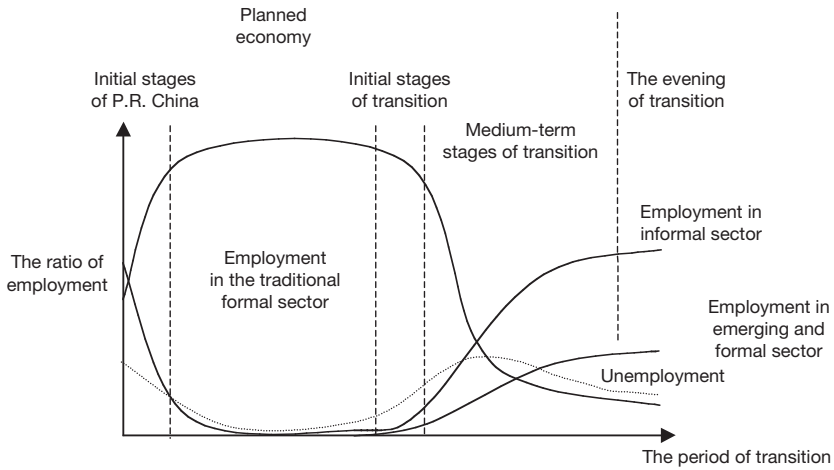 Planned
economy
Initial stages
of P.R. China
Initial stages
of transition
The evening
of transition
Medium-term
stages of transition
Employment in
informal sector
The ratio of
employment
Employment
in the traditional
formal sector
Employment in
emerging and
formal sector
Unemployment
The period of transition